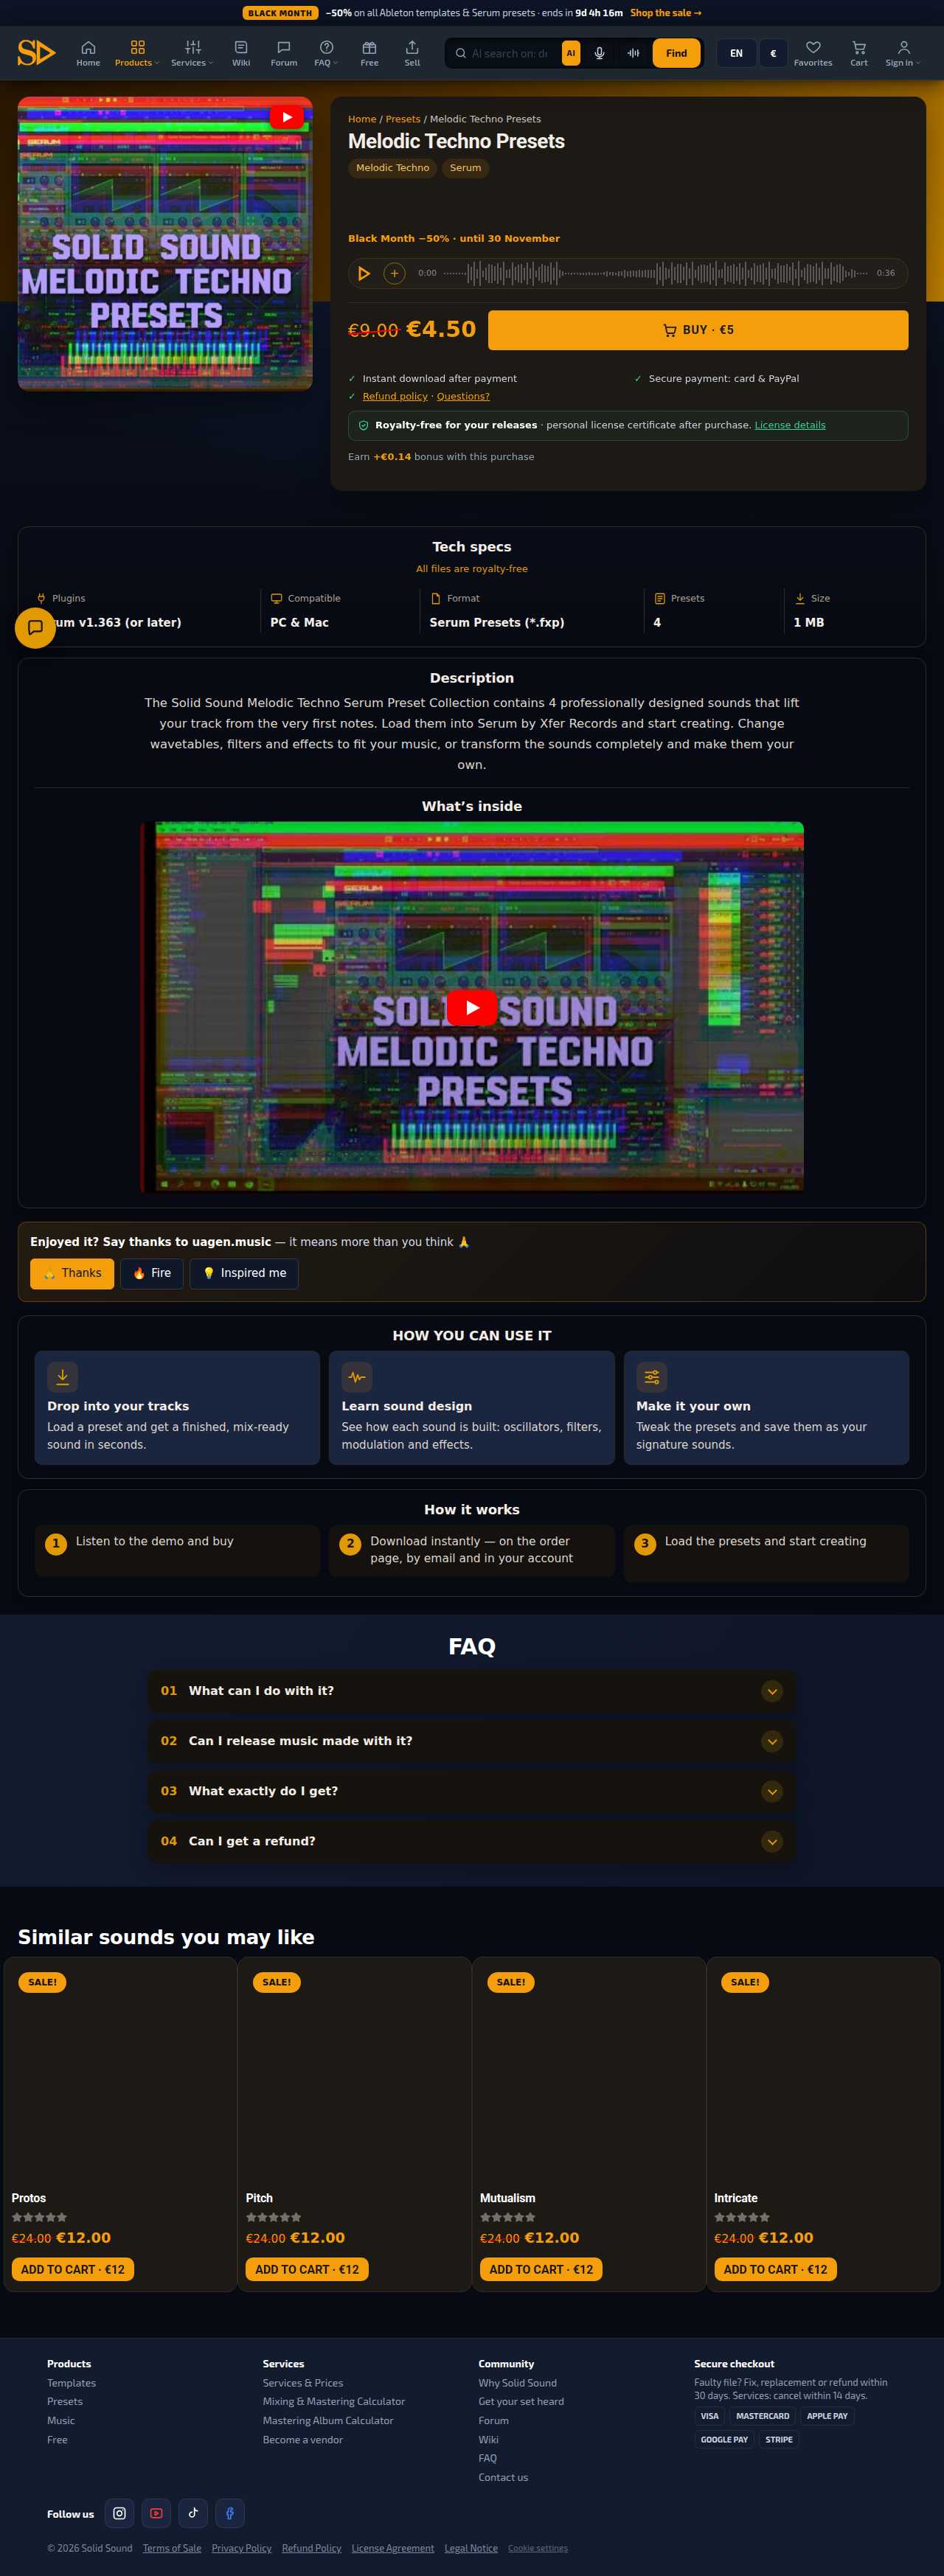 BLACK MONTH −50% on all Ableton templates & Serum presets · ends in 9d 4h 16m Shop the sale →
Home
Products
Services
Wiki
Forum
FAQ
Free
Sell
AI search on: de
AI
Find
EN
€
Favorites
Cart
Sign in
SERUM
SOLID SOUND
MELODIC TECHNO
PRESETS
Home / Presets / Melodic Techno Presets
Melodic Techno Presets
Melodic Techno
Serum
Black Month −50% · until 30 November
0:00
0:36
€9.00 €4.50
BUY · €5
✓ Instant download after payment
✓ Secure payment: card & PayPal
✓ Refund policy · Questions?
Royalty-free for your releases · personal license certificate after purchase. License details
Earn +€0.14 bonus with this purchase
Tech specs
All files are royalty-free
Plugins
um v1.363 (or later)
Compatible
PC & Mac
Format
Serum Presets (*.fxp)
Presets
4
Size
1 MB
Description
The Solid Sound Melodic Techno Serum Preset Collection contains 4 professionally designed sounds that lift
your track from the very first notes. Load them into Serum by Xfer Records and start creating. Change
wavetables, filters and effects to fit your music, or transform the sounds completely and make them your
own.
What's inside
SERUM
SOLID SOUND
MELODIC TECHNO
PRESETS
Enjoyed it? Say thanks to uagen.music — it means more than you think 🙏
🙏 Thanks
🔥 Fire
💡 Inspired me
HOW YOU CAN USE IT
Drop into your tracks
Load a preset and get a finished, mix-ready
sound in seconds.
Learn sound design
See how each sound is built: oscillators, filters,
modulation and effects.
Make it your own
Tweak the presets and save them as your
signature sounds.
How it works
1 Listen to the demo and buy
2 Download instantly — on the order
page, by email and in your account
3 Load the presets and start creating
FAQ
01 What can I do with it?
02 Can I release music made with it?
03 What exactly do I get?
04 Can I get a refund?
Similar sounds you may like
SALE!
Protos
€24.00 €12.00
ADD TO CART · €12
SALE!
Pitch
€24.00 €12.00
ADD TO CART · €12
SALE!
Mutualism
€24.00 €12.00
ADD TO CART · €12
SALE!
Intricate
€24.00 €12.00
ADD TO CART · €12
Products
Templates
Presets
Music
Free
Services
Services & Prices
Mixing & Mastering Calculator
Mastering Album Calculator
Become a vendor
Community
Why Solid Sound
Get your set heard
Forum
Wiki
FAQ
Contact us
Secure checkout
Faulty file? Fix, replacement or refund within
30 days. Services: cancel within 14 days.
VISA MASTERCARD APPLE PAY
GOOGLE PAY STRIPE
Follow us
© 2026 Solid Sound Terms of Sale Privacy Policy Refund Policy License Agreement Legal Notice Cookie settings